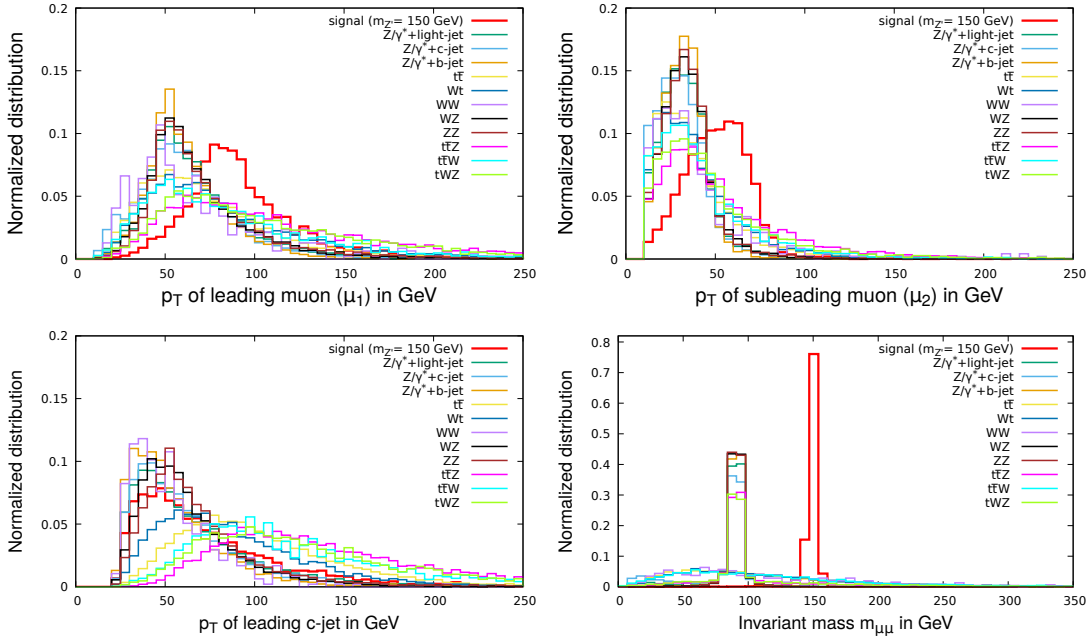 Normalized distribution
0.2
0.15
0.1
0.05
0
0
50
100
150
200
250
p_T of leading muon (μ_1) in GeV
signal (m_Z'= 150 GeV)
Z/γ*+light-jet
Z/γ*+c-jet
Z/γ*+b-jet
tt̄
Wt
WW
WZ
ZZ
tt̄Z
tt̄W
tWZ
Normalized distribution
0.2
0.15
0.1
0.05
0
0
50
100
150
200
250
p_T of subleading muon (μ_2) in GeV
signal (m_Z'= 150 GeV)
Z/γ*+light-jet
Z/γ*+c-jet
Z/γ*+b-jet
tt̄
Wt
WW
WZ
ZZ
tt̄Z
tt̄W
tWZ
Normalized distribution
0.2
0.15
0.1
0.05
0
0
50
100
150
200
250
p_T of leading c-jet in GeV
signal (m_Z'= 150 GeV)
Z/γ*+light-jet
Z/γ*+c-jet
Z/γ*+b-jet
tt̄
Wt
WW
WZ
ZZ
tt̄Z
tt̄W
tWZ
Normalized distribution
0.8
0.7
0.6
0.5
0.4
0.3
0.2
0.1
0
0
50
100
150
200
250
300
350
Invariant mass m_μμ in GeV
signal (m_Z'= 150 GeV)
Z/γ*+light-jet
Z/γ*+c-jet
Z/γ*+b-jet
tt̄
Wt
WW
WZ
ZZ
tt̄Z
tt̄W
tWZ